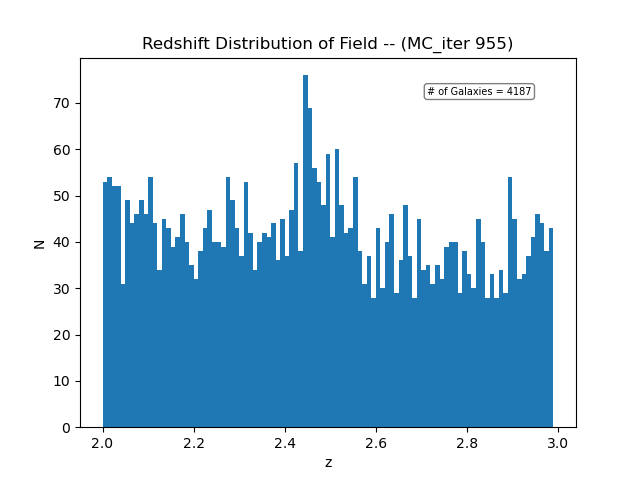 Redshift Distribution of Field -- (MC_iter 955)
# of Galaxies = 4187
70
60
50
40
30
20
10
0
N
2.0 2.2 2.4 2.6 2.8 3.0
z